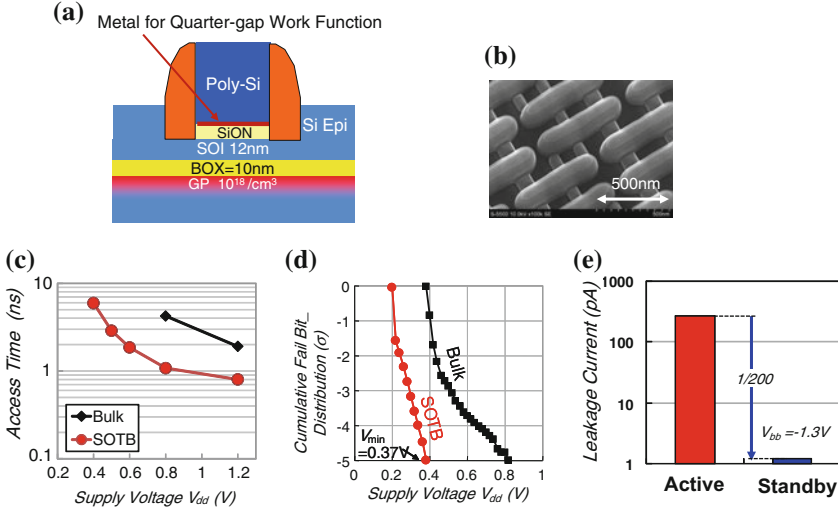 (a)
Metal for Quarter-gap Work Function
Poly-Si
Si Epi
SiON
SOI 12nm
BOX=10nm
GP 10¹⁸/cm³
(b)
500nm
(c)
Access Time (ns)
10
1
0.1
Bulk
SOTB
0.2 0.4 0.6 0.8 1.0 1.2
Supply Voltage Vdd (V)
(d)
Cumulative Fail Bit_
Distribution (σ)
0
-1
-2
-3
-4
-5
Bulk
SOTB
Vmin
=0.37V
0 0.2 0.4 0.6 0.8 1
Supply Voltage Vdd (V)
(e)
Leakage Current (pA)
1000
100
10
1
1/200
Vbb =-1.3V
Active Standby